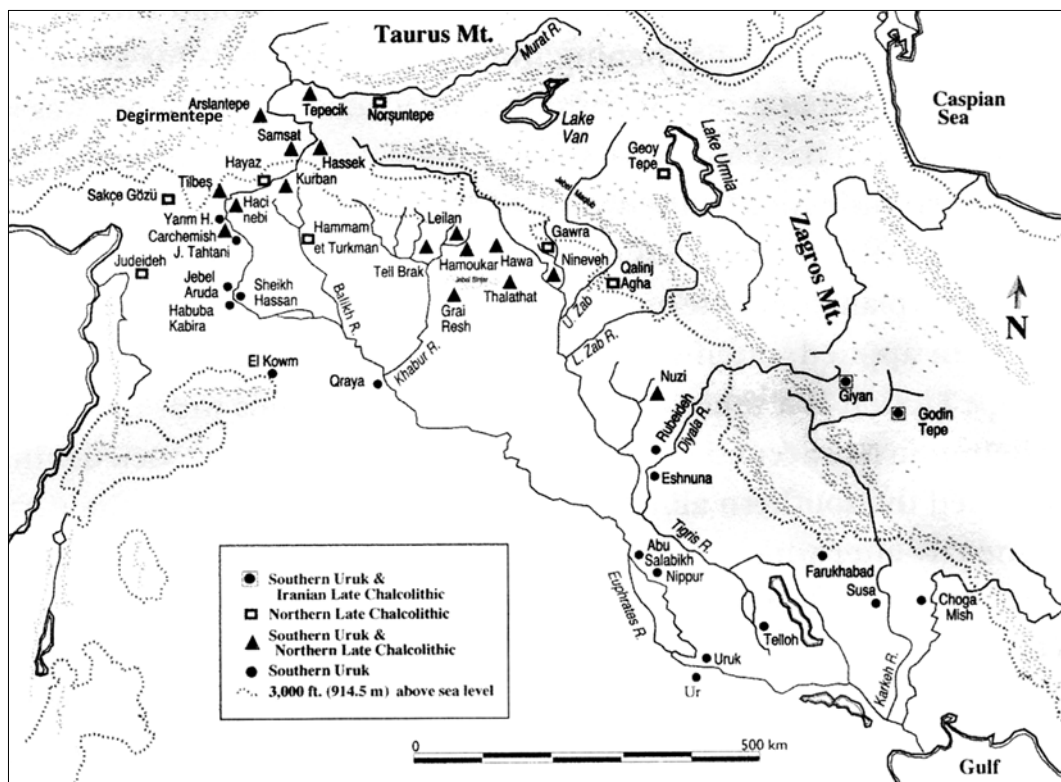 Taurus Mt.
Murat R.
Caspian
Sea
Arslantepe
Tepecik
Norşuntepe
Degirmentepe
Lake
Van
Samsat
Hassek
Geoy
Tepe
Lake Urmia
Hayaz
Kurban
Tilbeş
Sakce Gözü
Haci
nebi
Yarım H.
Carchemish
J. Tahtani
Hammam
et Turkman
Leilan
Gawra
Zagros Mt.
Judeideh
Tell Brak
Hamoukar
Hawa
Nineveh
Qalinj
Agha
Jebel Sinjar
Thalathat
N
Jebel
Aruda
Sheikh
Hassan
Habuba
Kabira
Balikh R.
Grai
Resh
U. Zab
L. Zab R.
Khabur R.
El Kowm
Qraya
Nuzi
Giyan
Godin
Tepe
Rubeideh
Diyala R.
Eshnuna
Tigris R.
Abu
Salabikh
Nippur
Farukhabad
Susa
Choga
Mish
Euphrates R.
Telloh
Uruk
Ur
Karkeh R.
Southern Uruk &
Iranian Late Chalcolithic
Northern Late Chalcolithic
Southern Uruk &
Northern Late Chalcolithic
Southern Uruk
3,000 ft. (914.5 m) above sea level
0
500 km
Gulf